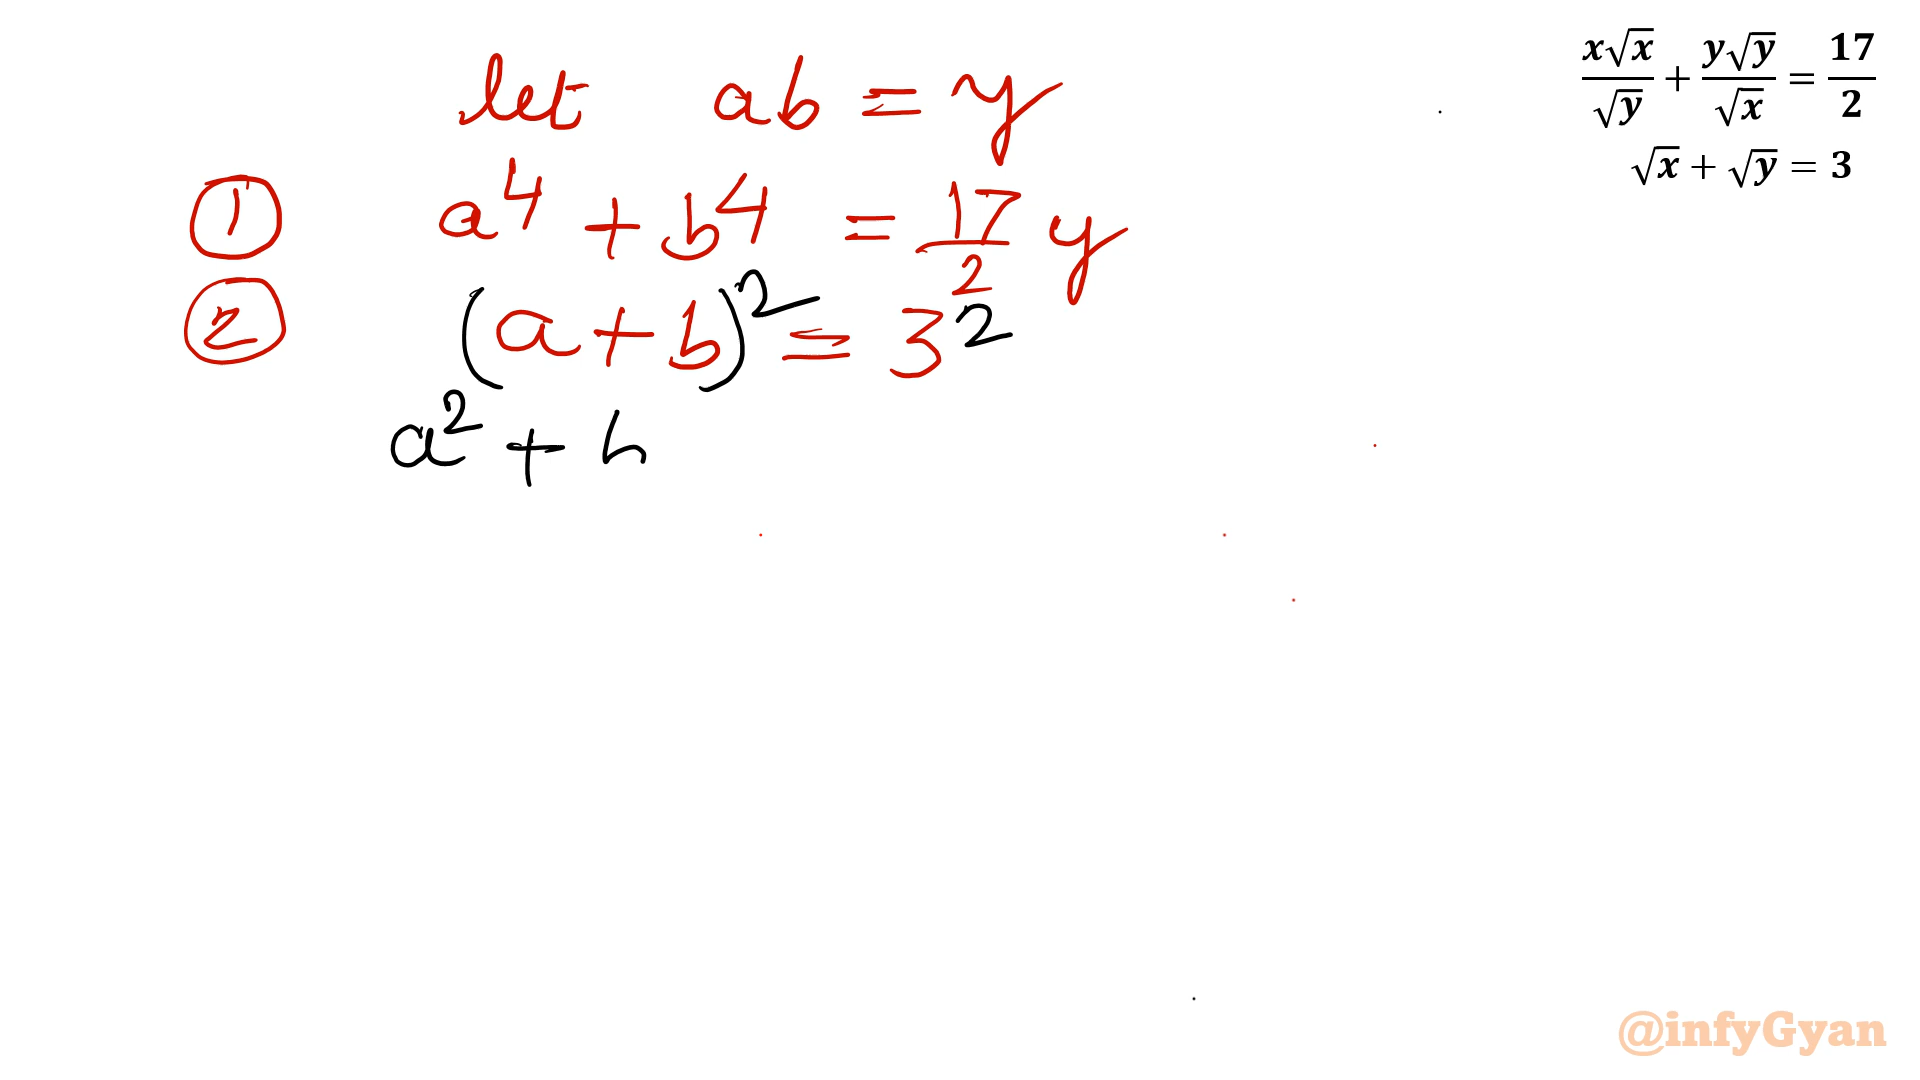 let ab = y
① a⁴ + b⁴ = 17/2 y
② (a + b)² = 3²
a² + h
x√x/√y + y√y/√x = 17/2
√x + √y = 3
@infyGyan